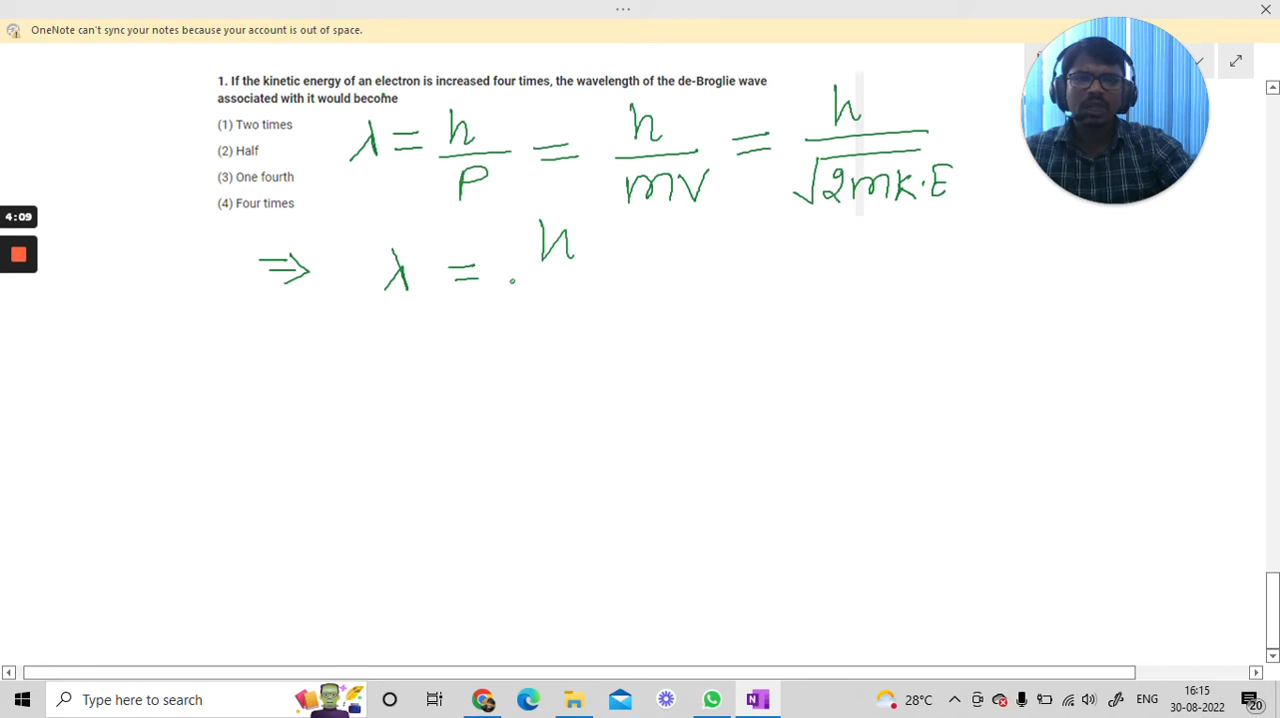 OneNote can't sync your notes because your account is out of space.
1. If the kinetic energy of an electron is increased four times, the wavelength of the de-Broglie wave
associated with it would become
(1) Two times
(2) Half
(3) One fourth
(4) Four times
λ = h/P = h/mv = h/√2mK·E
⇒ λ = . h
4:09
Type here to search
28°C
ENG
16:15
30-08-2022
20